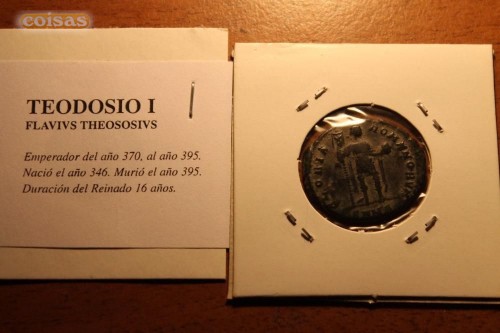 coisas
TEODOSIO I
FLAVIVS THEOSOSIVS
Emperador del año 370, al año 395.
Nació el año 346. Murió el año 395.
Duración del Reinado 16 años.
GLORIA ROMANORVM